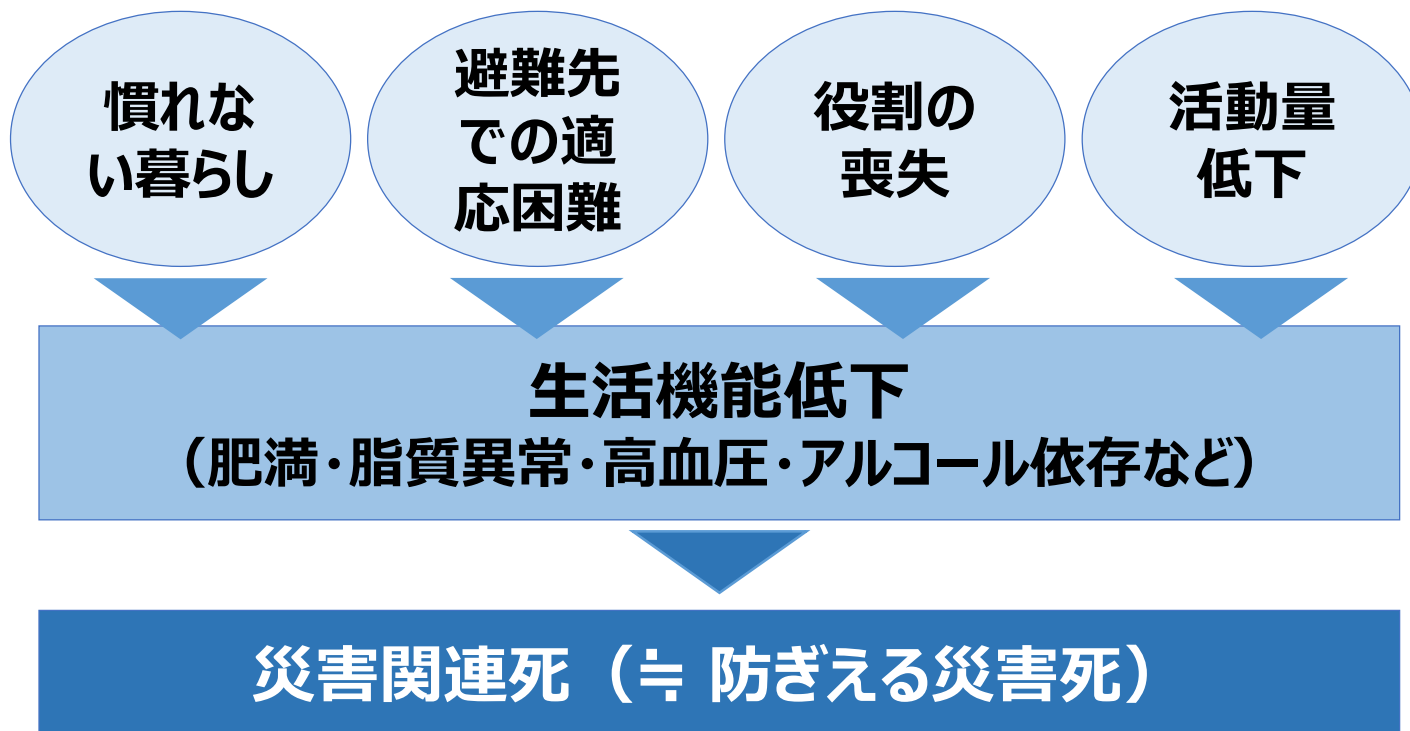 慣れな
い暮らし
避難先
での適
応困難
役割の
喪失
活動量
低下
生活機能低下
（肥満・脂質異常・高血圧・アルコール依存など）
災害関連死（≒ 防ぎえる災害死）